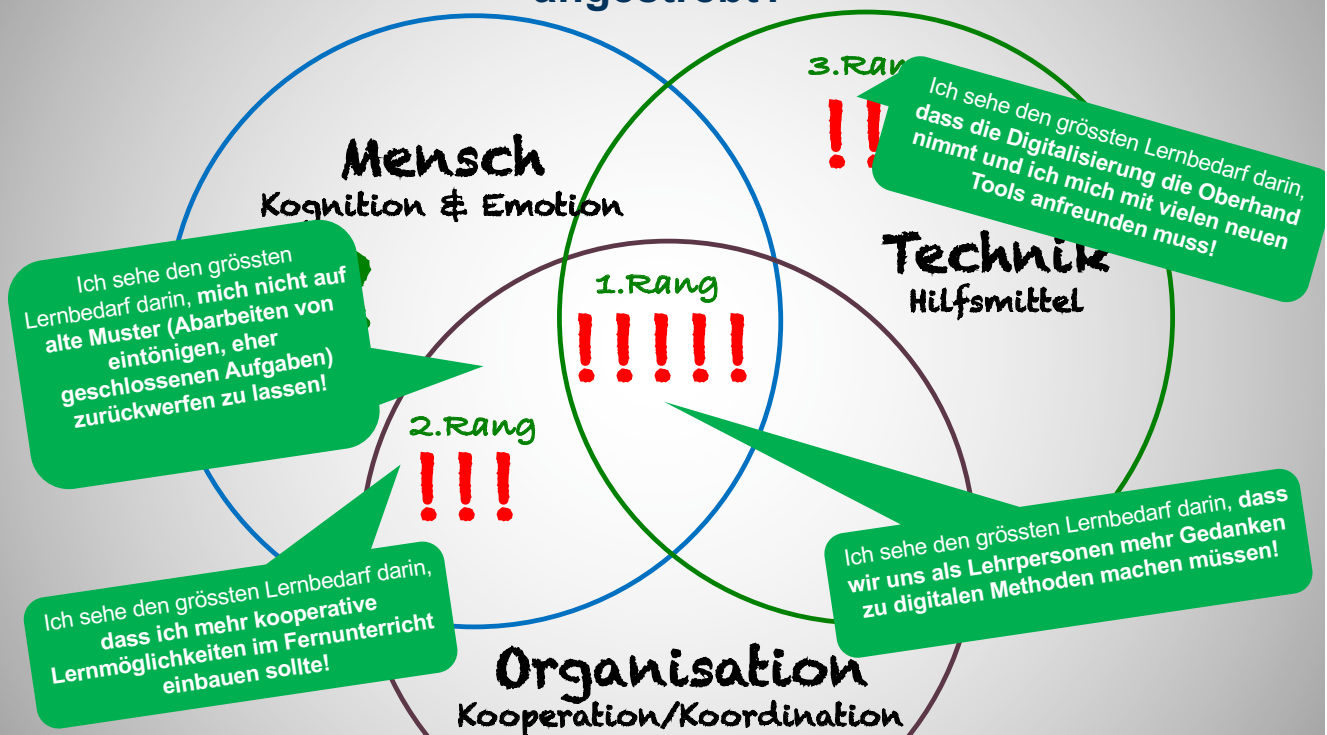 angestrebt?
3.Ran
Ich sehe den grössten Lernbedarf darin,
dass die Digitalisierung die Oberhand
nimmt und ich mich mit vielen neuen
Tools anfreunden muss!
Mensch
Kognition & Emotion
Technik
Hilfsmittel
Ich sehe den grössten
Lernbedarf darin, mich nicht auf
alte Muster (Abarbeiten von
eintönigen, eher
geschlossenen Aufgaben)
zurückwerfen zu lassen!
1.Rang
!!!!!
!!
2.Rang
!!!
Ich sehe den grössten Lernbedarf darin, dass
wir uns als Lehrpersonen mehr Gedanken
zu digitalen Methoden machen müssen!
Ich sehe den grössten Lernbedarf darin,
dass ich mehr kooperative
Lernmöglichkeiten im Fernunterricht
einbauen sollte!
Organisation
Kooperation/Koordination